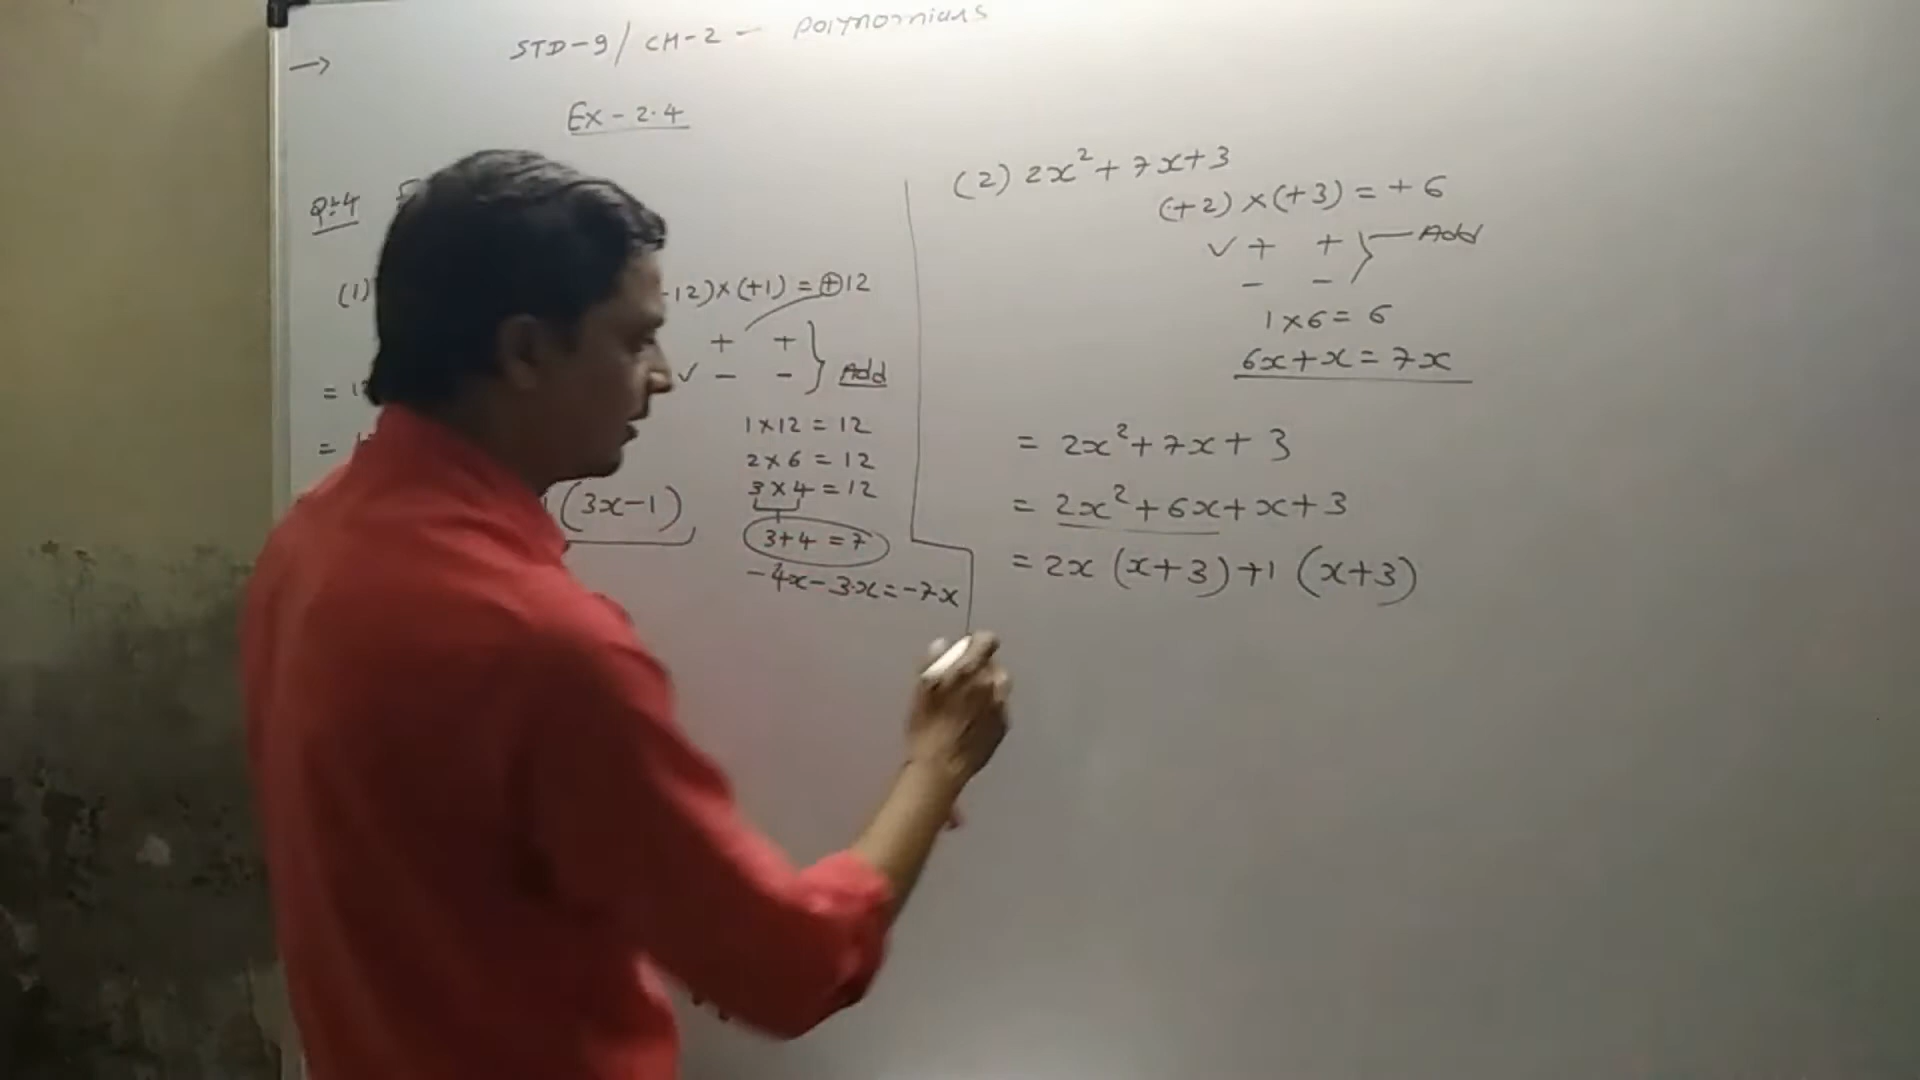 → STD-9/ CH-2 - Polynomials
Ex-2.4
Q:4
(1) 12)×(+1) = ⊕12
+ +
✓ - - } Add
=
=
1×12 = 12
2×6 = 12
3×4 = 12
(3x-1)
3+4 = 7
-4x-3x=-7x
(2) 2x²+7x+3
(+2)×(+3) = +6
✓ + + } Add
- -
1×6= 6
6x+x = 7x
= 2x²+7x+3
= 2x²+6x+x+3
= 2x (x+3)+1 (x+3)